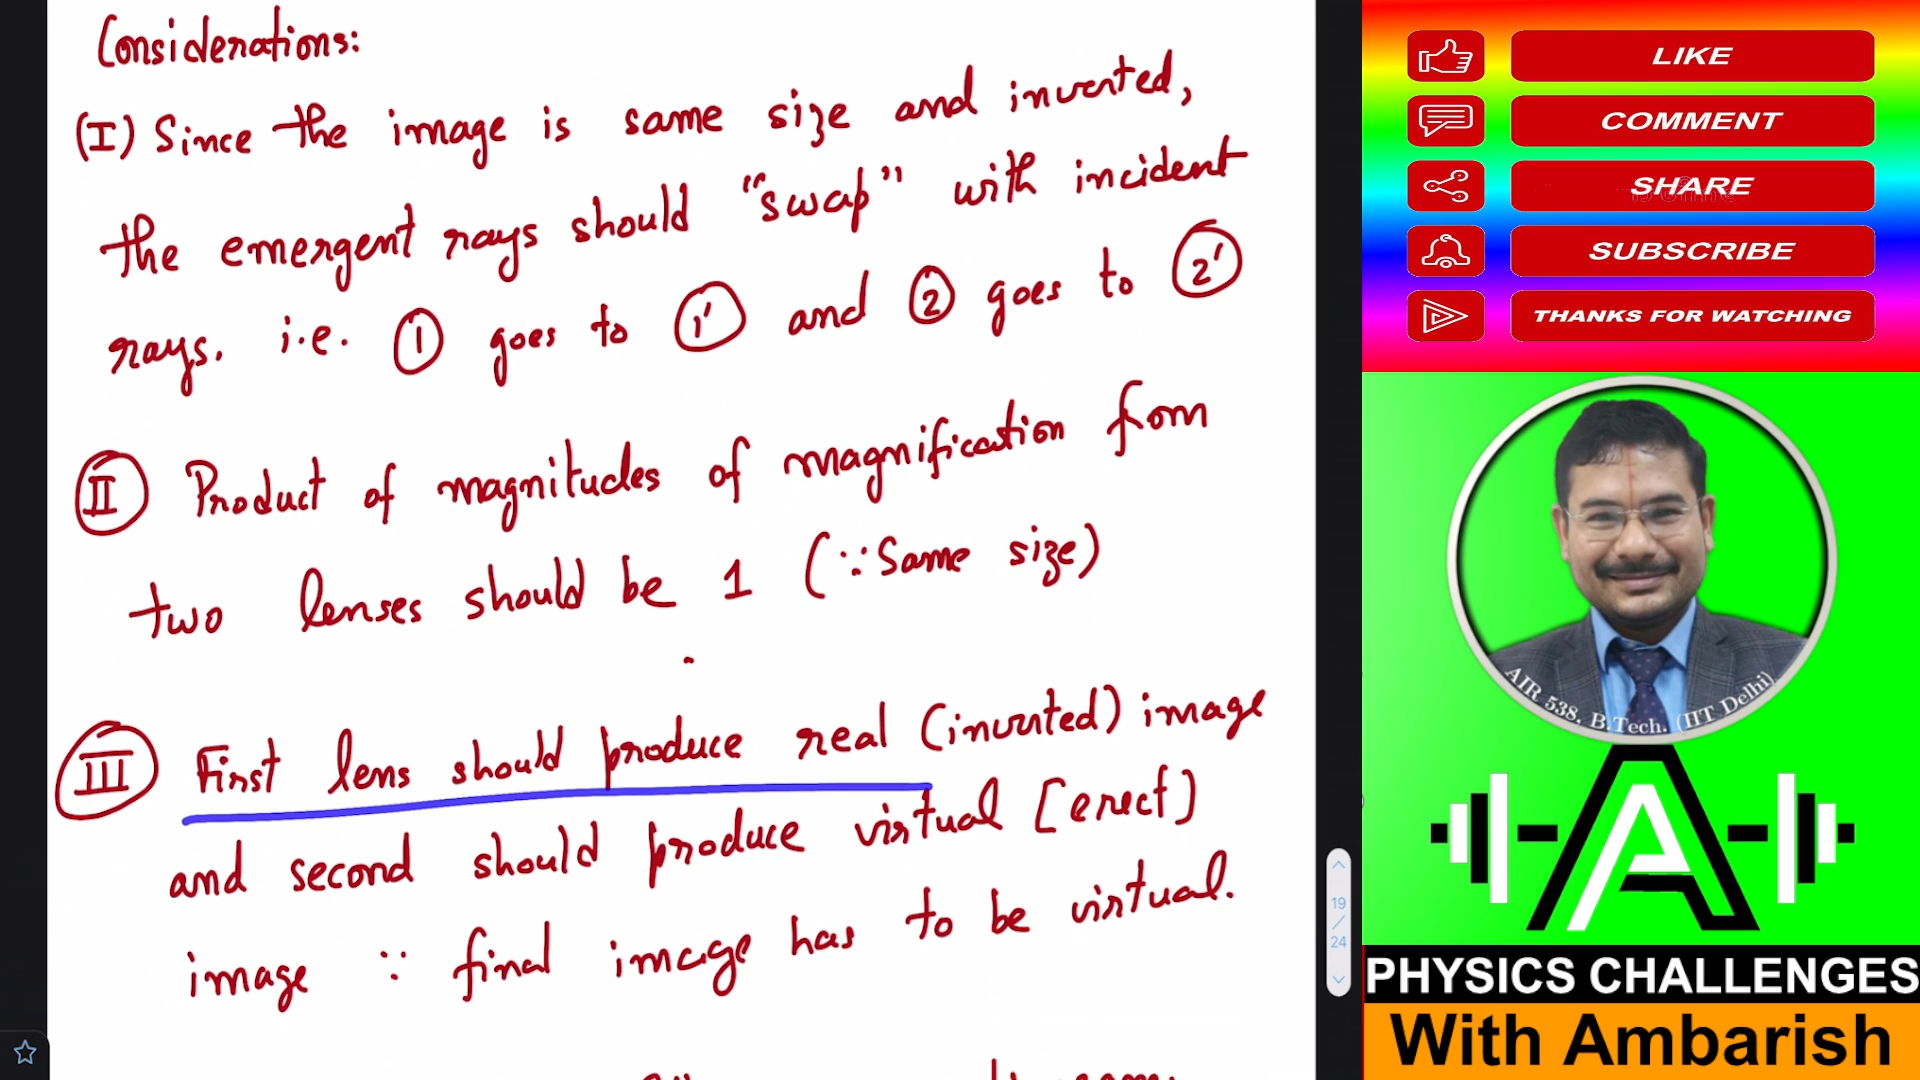 Considerations:
(I) Since the image is same size and inverted,
the emergent rays should "swap" with incident
rays. i.e. ① goes to ①' and ② goes to ②'
II Product of magnitudes of magnification from
two lenses should be 1 (∵ Same size)
III First lens should produce real (inverted) image
and second should produce virtual [erect]
image ∵ final image has to be virtual.
19
/
24
LIKE
COMMENT
SHARE
SUBSCRIBE
THANKS FOR WATCHING
AIR 538, B.Tech. (IIT Delhi)
A
PHYSICS CHALLENGES
With Ambarish